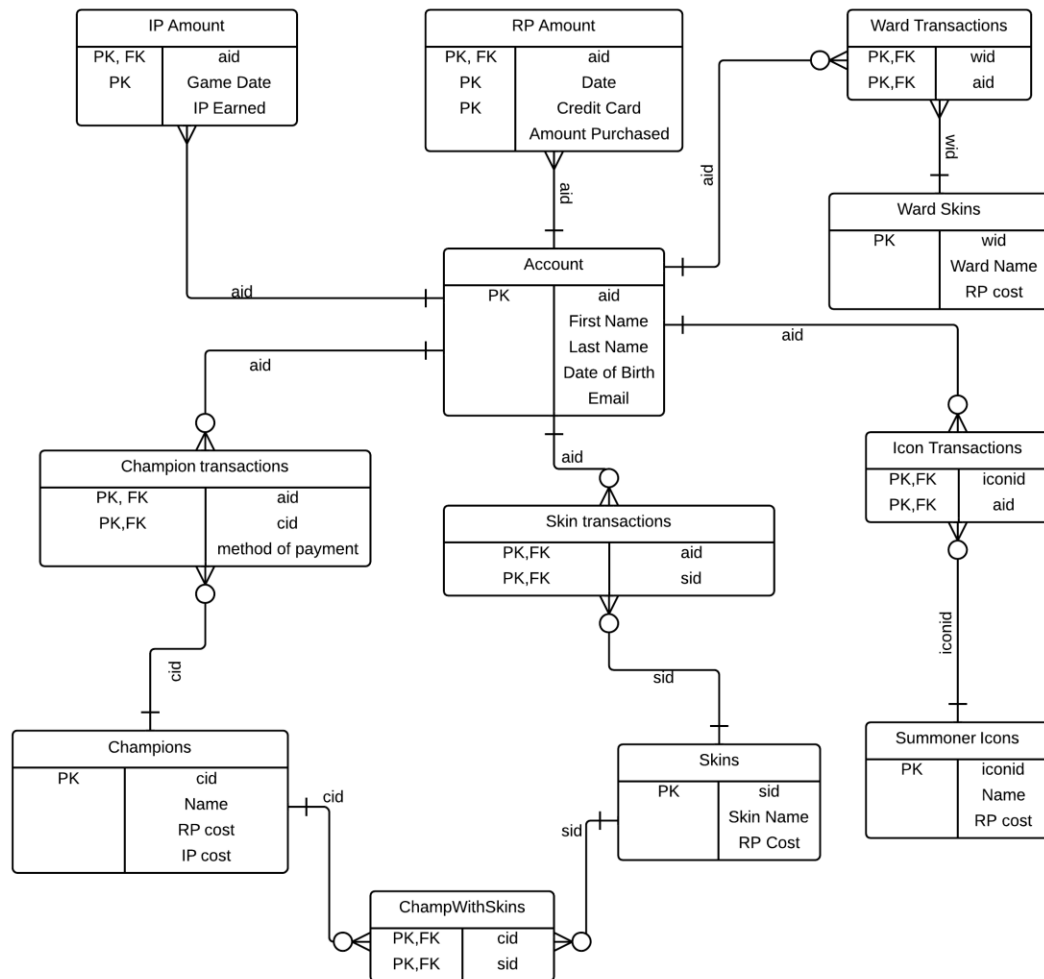 IP Amount
PK, FK aid
PK Game Date
IP Earned
RP Amount
PK, FK aid
PK Date
PK Credit Card
Amount Purchased
Ward Transactions
PK,FK wid
PK,FK aid
wid
aid
aid
Ward Skins
PK wid
Ward Name
RP cost
Account
PK aid
First Name
Last Name
Date of Birth
Email
aid
aid
aid
aid
Champion transactions
PK, FK aid
PK,FK cid
method of payment
Skin transactions
PK,FK aid
PK,FK sid
Icon Transactions
PK,FK iconid
PK,FK aid
cid
sid
iconid
Champions
PK cid
Name
RP cost
IP cost
Skins
PK sid
Skin Name
RP Cost
Summoner Icons
PK iconid
Name
RP cost
cid
sid
ChampWithSkins
PK,FK cid
PK,FK sid